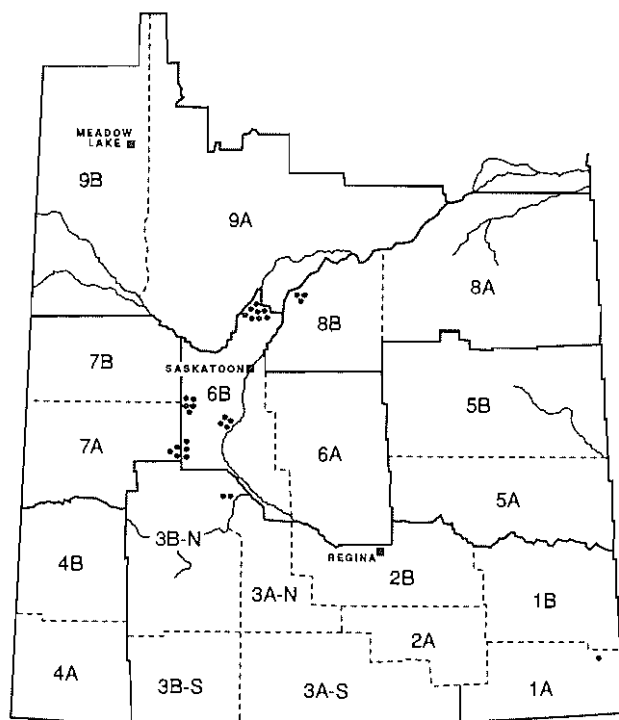 MEADOW
LAKE
9B
9A
8A
8B
7B
SASKATOON
6B
5B
7A
6A
5A
3B-N
4B
REGINA
2B
3A-N
1B
2A
4A
3B-S
3A-S
1A